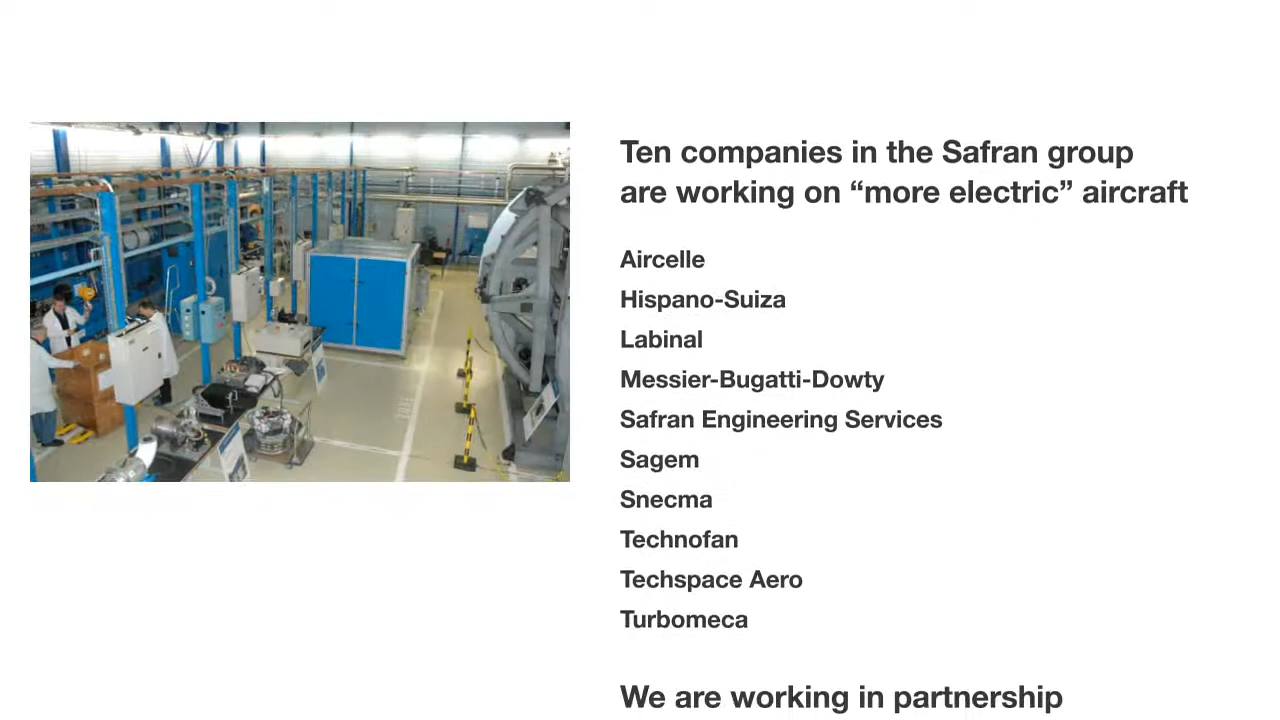 Ten companies in the Safran group
are working on “more electric” aircraft
Aircelle
Hispano-Suiza
Labinal
Messier-Bugatti-Dowty
Safran Engineering Services
Sagem
Snecma
Technofan
Techspace Aero
Turbomeca
We are working in partnership